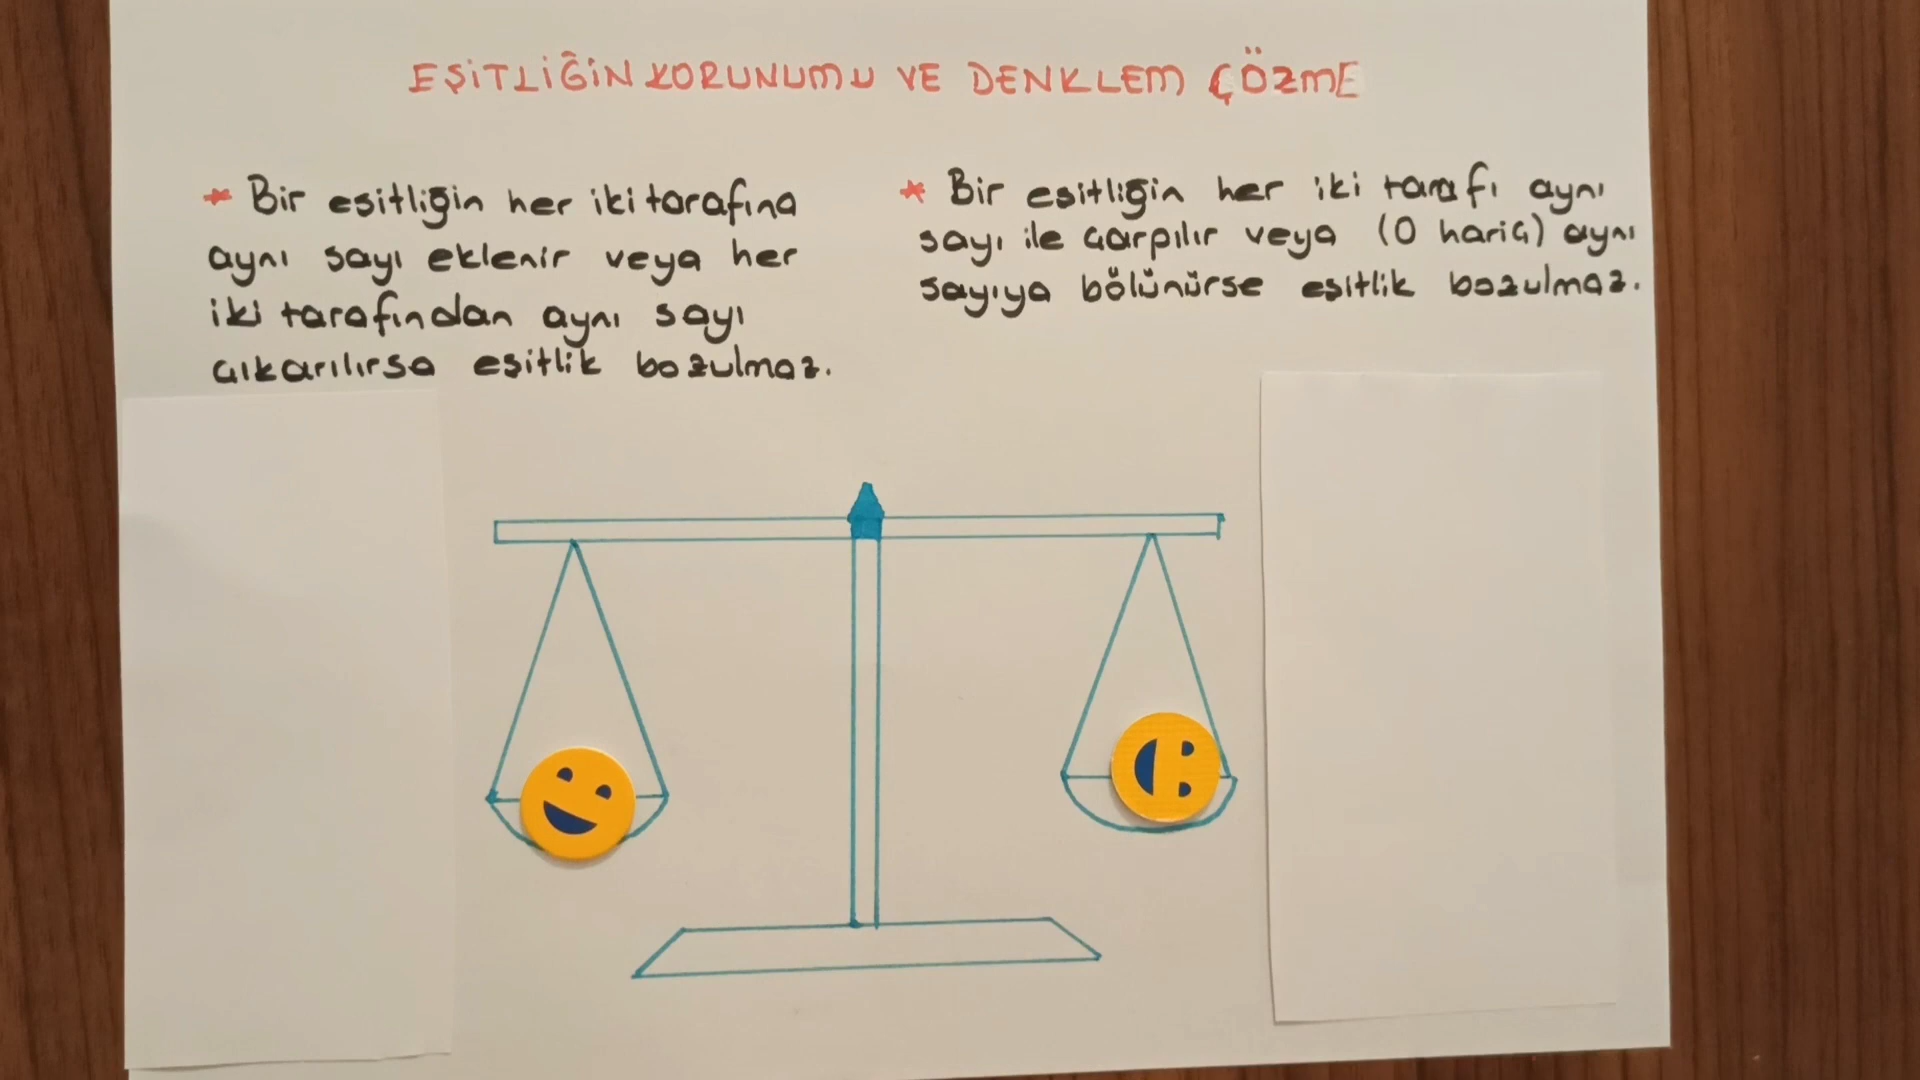 EŞİTLİĞİN KORUNUMU VE DENKLEM ÇÖZME
* Bir eşitliğin her iki tarafına
aynı sayı eklenir veya her
iki tarafından aynı sayı
çıkarılırsa eşitlik bozulmaz.
* Bir eşitliğin her iki tarafı aynı
sayı ile çarpılır veya (0 hariç) aynı
sayıya bölünürse eşitlik bozulmaz.